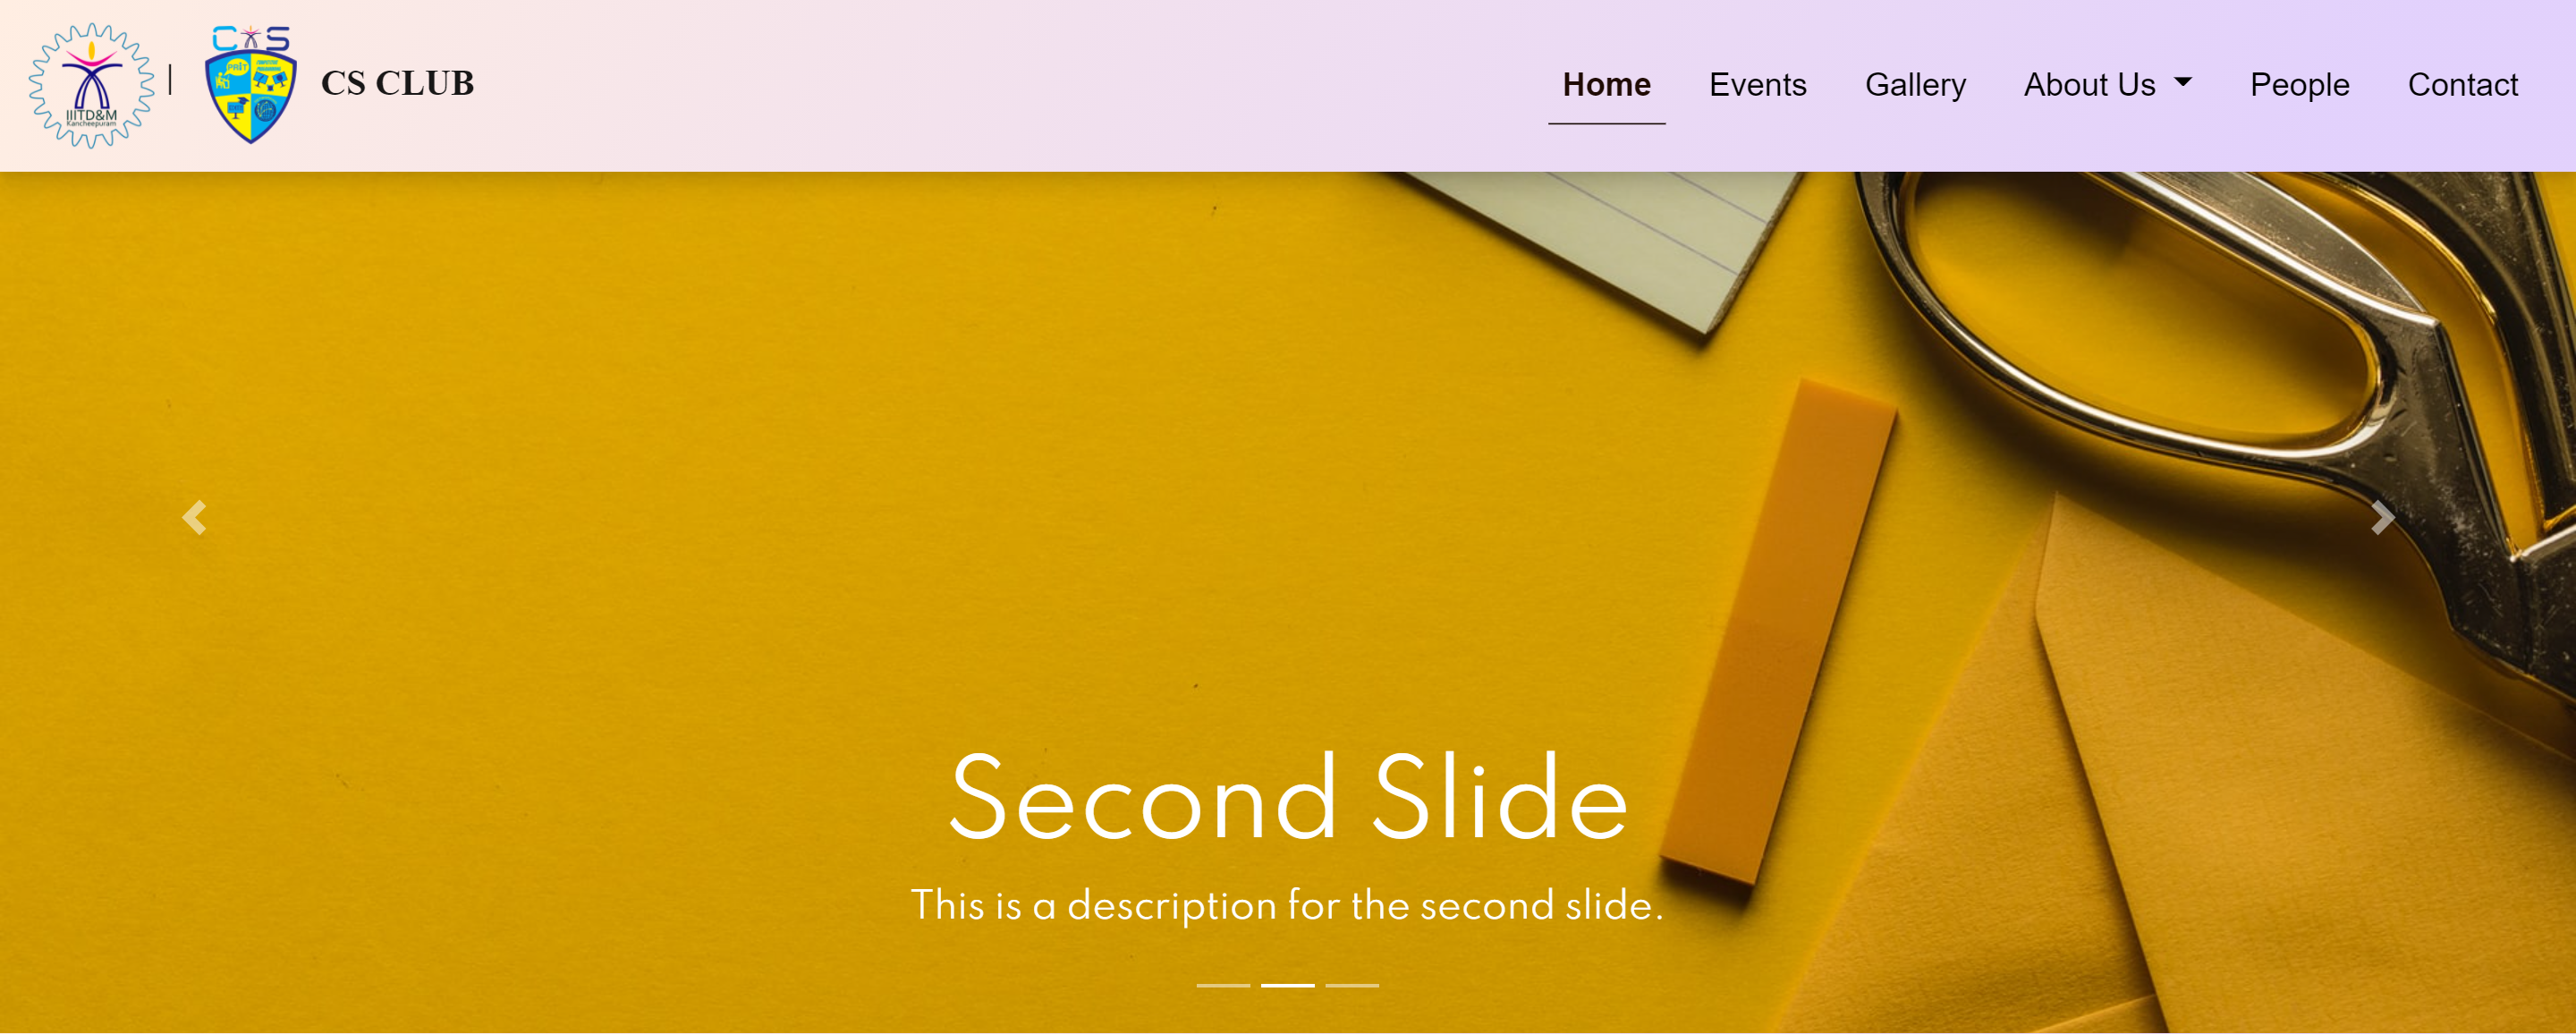 CS
IIITD&M
Kancheepuram
CS CLUB
Home
Events
Gallery
About Us
People
Contact
Second Slide
This is a description for the second slide.